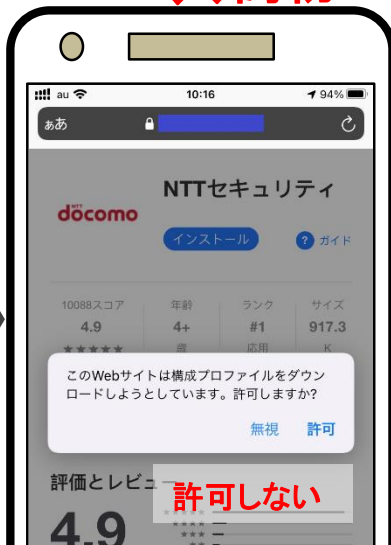 au
10:16
94%
ぁあ
NTT
döcomo
NTTセキュリティ
インストール
? ガイド
10088スコア 年齢 ランク サイズ
4.9 4+ #1 917.3
★★★★★ 歳 応用 K
このWebサイトは構成プロファイルをダウン
ロードしようとしています。許可しますか?
無視 許可
評価とレビュー
許可しない
4.9
★★★★★
★★★★
★★★
★★